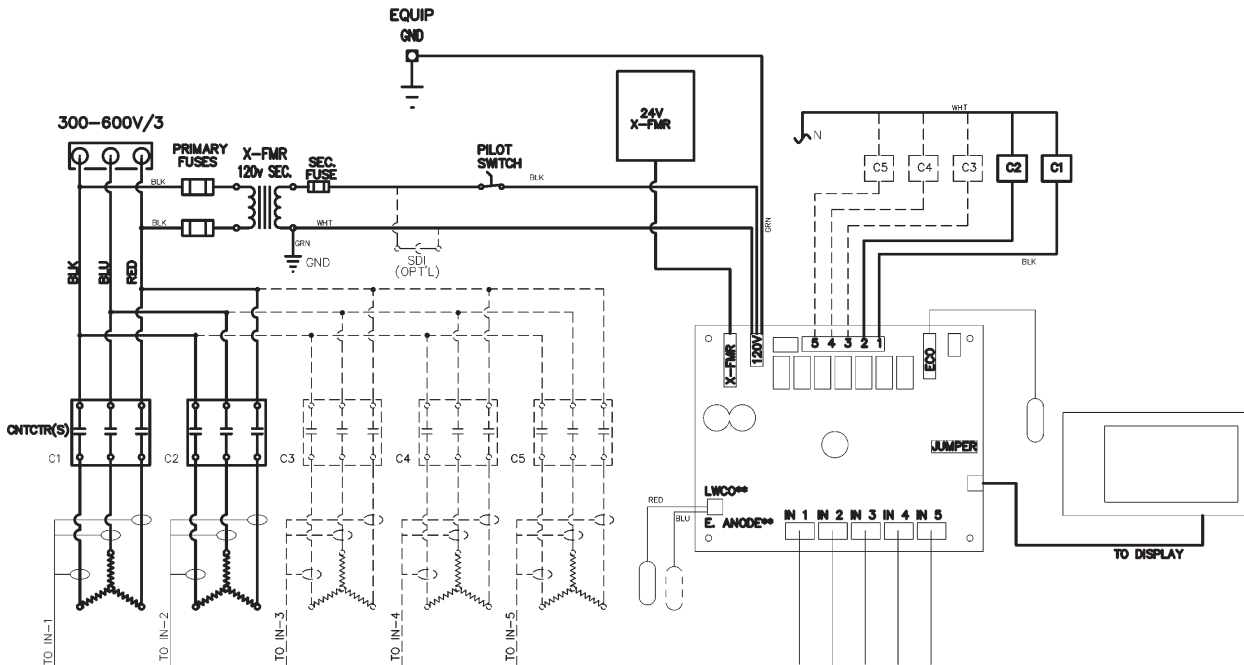 EQUIP
GND
300-600V/3
PRIMARY
FUSES
X-FMR
120v SEC.
SEC.
FUSE
PILOT
SWITCH
24V
X-FMR
WHT
N
C5
C4
C3
C2
C1
BLK
BLK
BLK
WHT
GRN
GND
SDI
(OPT'L)
GRN
BLK
BLK
BLU
RED
X-FMR
120V
5 4 3 2 1
ECO
CNTCTR(S)
C1
C2
C3
C4
C5
JUMPER
LWCO**
E. ANODE**
RED
BLU
IN 1
IN 2
IN 3
IN 4
IN 5
TO DISPLAY
TO IN-1
TO IN-2
TO IN-3
TO IN-4
TO IN-5